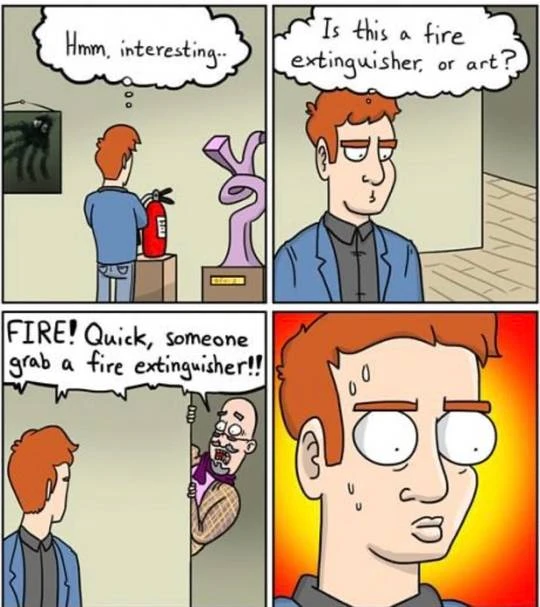 Hmm, interesting..
Is this a fire
extinguisher, or art?
FIRE! Quick, someone
grab a fire extinguisher!!